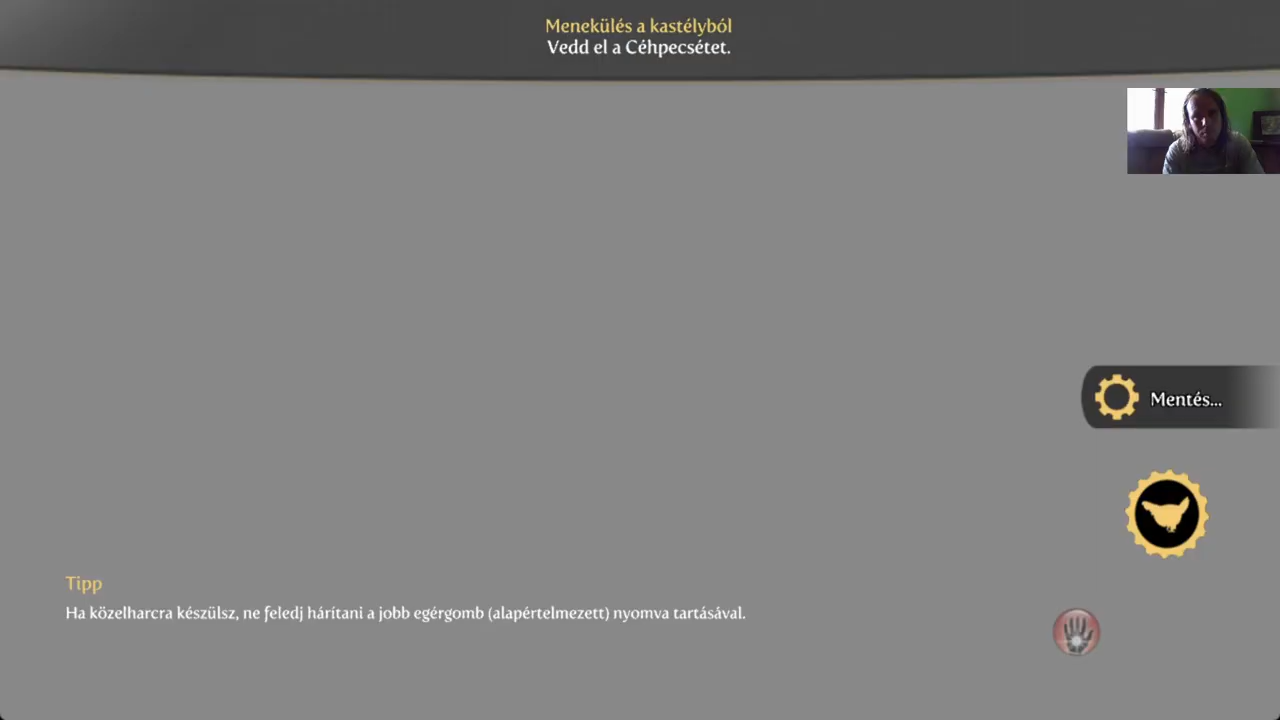 Menekülés a kastélyból
Vedd el a Céhpecsétet.
Mentés...
Tipp
Ha közelharcra készülsz, ne feledj hárítani a jobb egérgomb (alapértelmezett) nyomva tartásával.